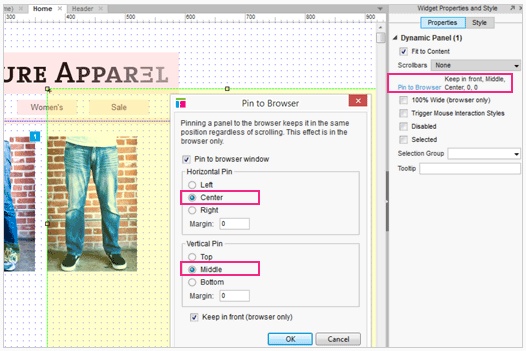 me)
Home
Header
300
400
500
600
700
800
900
URE APPAREL
Women's
Sale
1
Pin to Browser
Pinning a panel to the browser keeps it in the same
position regardless of scrolling. This effect is in the
browser only.
Pin to browser window
Horizontal Pin
Left
Center
Right
Margin: 0
Vertical Pin
Top
Middle
Bottom
Margin: 0
Keep in front (browser only)
OK Cancel
Widget Properties and Style
Properties Style
Dynamic Panel (1)
Fit to Content
Scrollbars None
Keep in front, Middle,
Pin to Browser Center, 0, 0
100% Wide (browser only)
Trigger Mouse Interaction Styles
Disabled
Selected
Selection Group
Tooltip